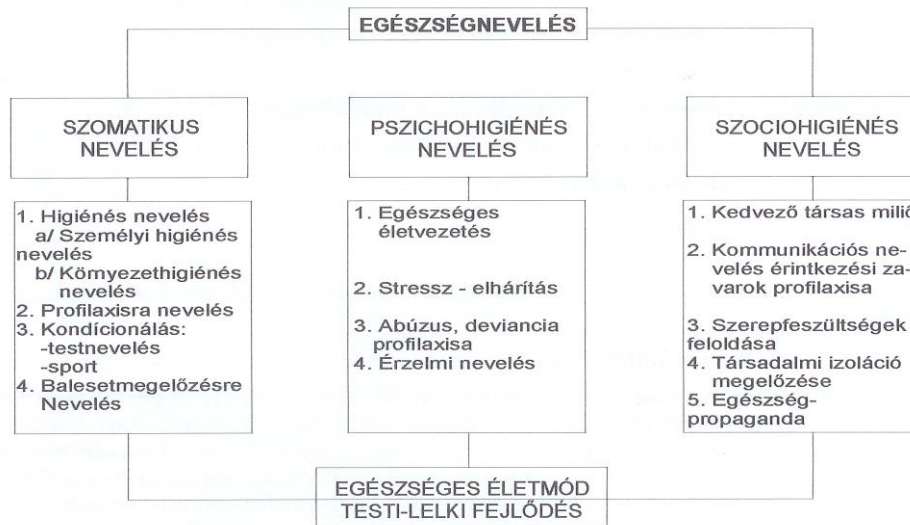 EGÉSZSÉGNEVELÉS
SZOMATIKUS
NEVELÉS
1. Higiénés nevelés
a/ Személyi higiénés
nevelés
b/ Környezethigiénés
nevelés
2. Profilaxisra nevelés
3. Kondícionálás:
-testnevelés
-sport
4. Balesetmegelőzésre
Nevelés
PSZICHOHIGIÉNÉS
NEVELÉS
1. Egészséges
életvezetés
2. Stressz - elhárítás
3. Abúzus, deviancia
profilaxisa
4. Érzelmi nevelés
SZOCIOHIGIÉNÉS
NEVELÉS
1. Kedvező társas miliő
2. Kommunikációs ne-
velés érintkezési za-
varok profilaxisa
3. Szerepfeszültségek
feloldása
4. Társadalmi izoláció
megelőzése
5. Egészség-
propaganda
EGÉSZSÉGES ÉLETMÓD
TESTI-LELKI FEJLŐDÉS